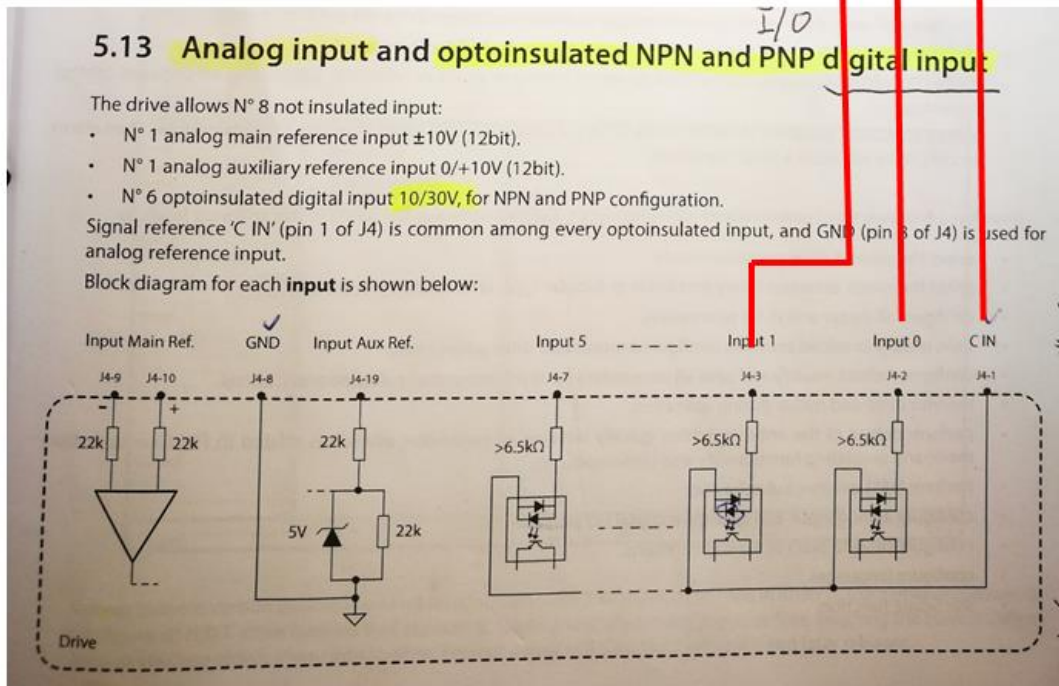 I/O
5.13 Analog input and optoinsulated NPN and PNP digital input
The drive allows N° 8 not insulated input:
• N° 1 analog main reference input ±10V (12bit).
• N° 1 analog auxiliary reference input 0/+10V (12bit).
• N° 6 optoinsulated digital input 10/30V, for NPN and PNP configuration.
Signal reference 'C IN' (pin 1 of J4) is common among every optoinsulated input, and GND (pin 8 of J4) is used for
analog reference input.
Block diagram for each input is shown below:
Input Main Ref. GND Input Aux Ref. Input 5 Input 1 Input 0 C IN
J4-9 J4-10 J4-8 J4-19 J4-7 J4-3 J4-2 J4-1
- +
22k 22k 22k >6.5kΩ >6.5kΩ >6.5kΩ
5V 22k
Drive